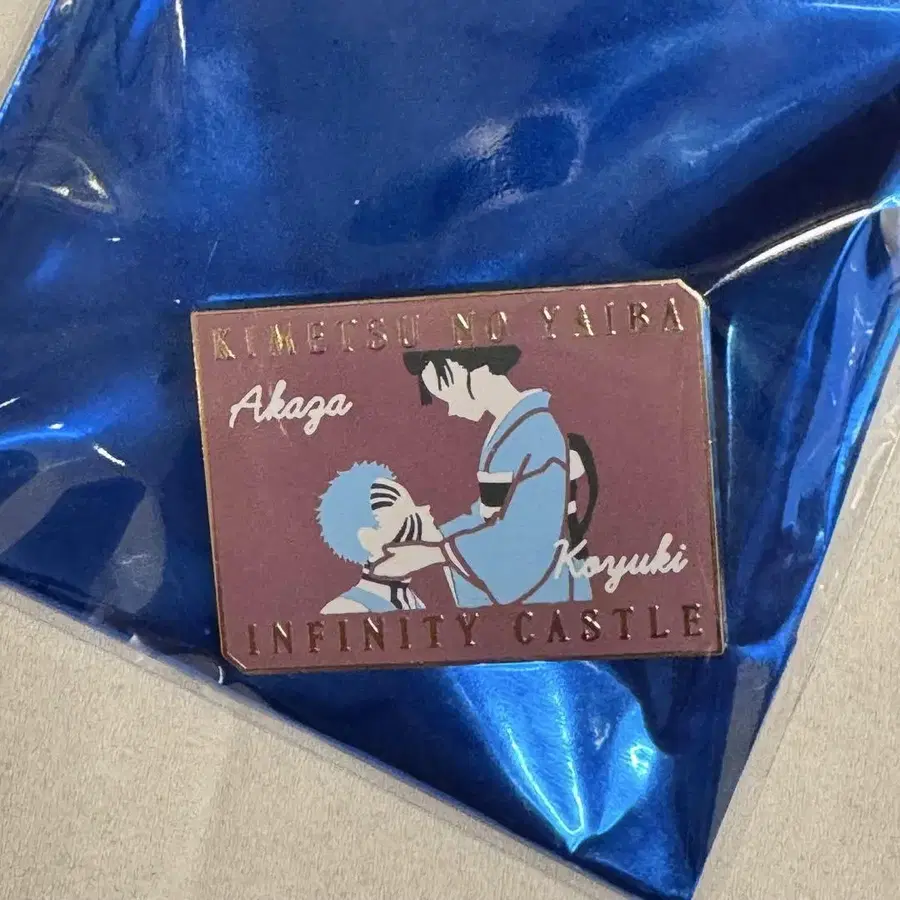 KIMETSU NO YAIBA
Akaza
Koyuki
INFINITY CASTLE